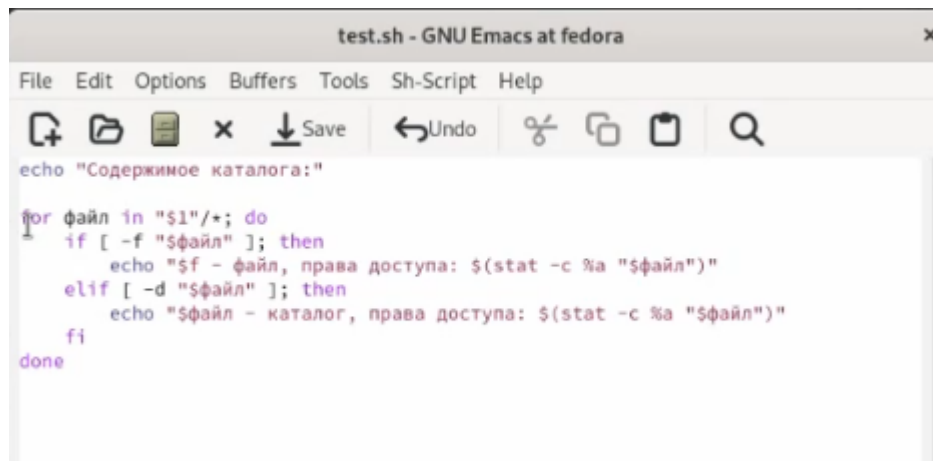 test.sh - GNU Emacs at fedora
File Edit Options Buffers Tools Sh-Script Help
Save Undo
echo "Содержимое каталога:"
for файл in "$1"/*; do
if [ -f "$файл" ]; then
echo "$f - файл, права доступа: $(stat -c %a "$файл")"
elif [ -d "$файл" ]; then
echo "$файл - каталог, права доступа: $(stat -c %a "$файл")"
fi
done